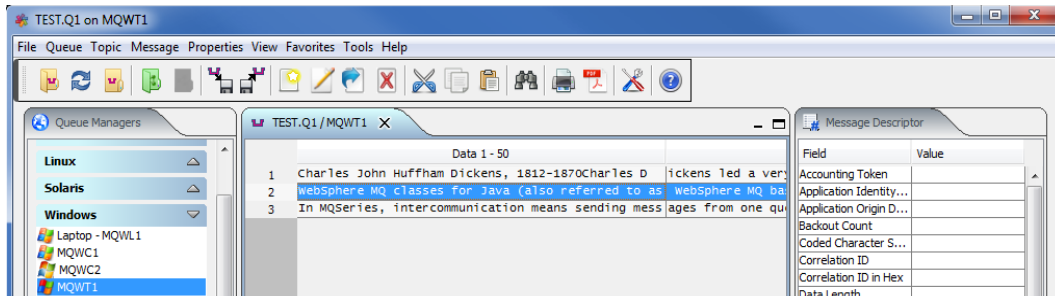 TEST.Q1 on MQWT1
File Queue Topic Message Properties View Favorites Tools Help
PDF
Queue Managers
Linux
Solaris
Windows
Laptop - MQWL1
MQWC1
MQWC2
MQWT1
TEST.Q1/MQWT1
Data 1 - 50
1 Charles John Huffham Dickens, 1812-1870Charles D ickens led a very
2 WebSphere MQ classes for Java (also referred to as WebSphere MQ ba
3 In MQSeries, intercommunication means sending mess ages from one qu
Message Descriptor
Field Value
Accounting Token
Application Identity...
Application Origin D...
Backout Count
Coded Character S...
Correlation ID
Correlation ID in Hex
Data Length